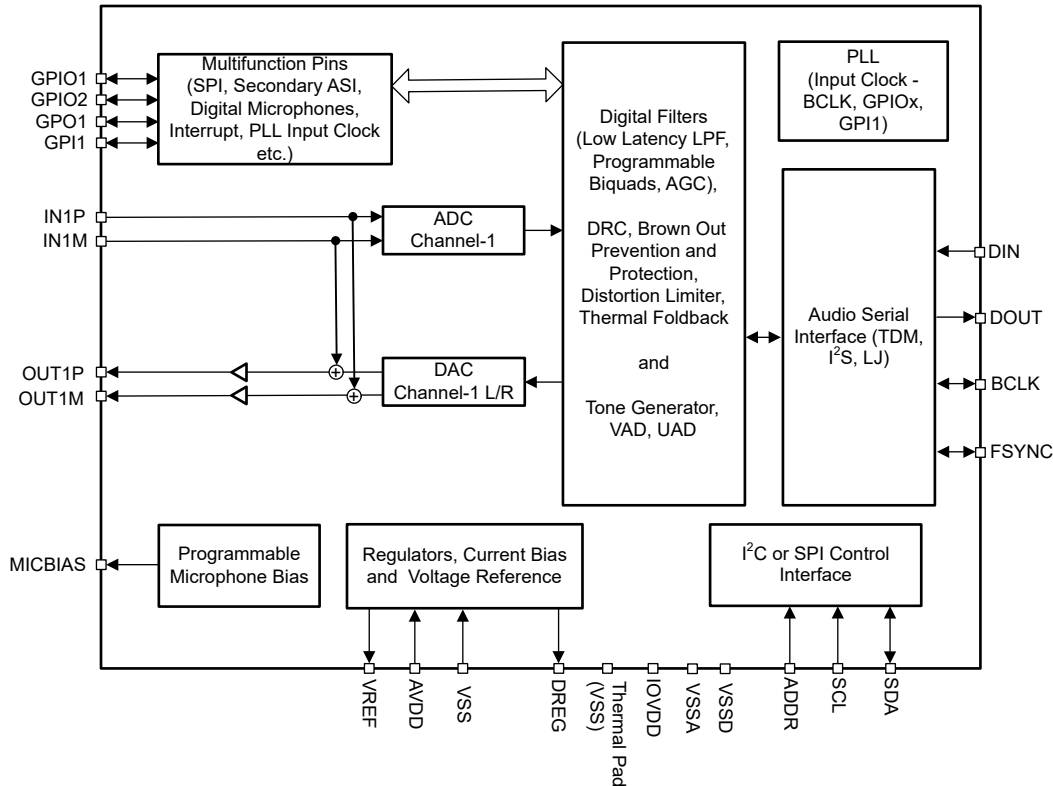 GPIO1
GPIO2
GPO1
GPI1
Multifunction Pins
(SPI, Secondary ASI,
Digital Microphones,
Interrupt, PLL Input Clock
etc.)
Digital Filters
(Low Latency LPF,
Programmable
Biquads, AGC),
DRC, Brown Out
Prevention and
Protection,
Distortion Limiter,
Thermal Foldback
and
Tone Generator,
VAD, UAD
PLL
(Input Clock -
BCLK, GPIOx,
GPI1)
IN1P
IN1M
ADC
Channel-1
OUT1P
OUT1M
DAC
Channel-1 L/R
Audio Serial
Interface (TDM,
I²S, LJ)
DIN
DOUT
BCLK
FSYNC
MICBIAS
Programmable
Microphone Bias
Regulators, Current Bias
and Voltage Reference
I²C or SPI Control
Interface
VREF
AVDD
VSS
DREG
Thermal Pad
(VSS)
IOVDD
VSSA
VSSD
ADDR
SCL
SDA